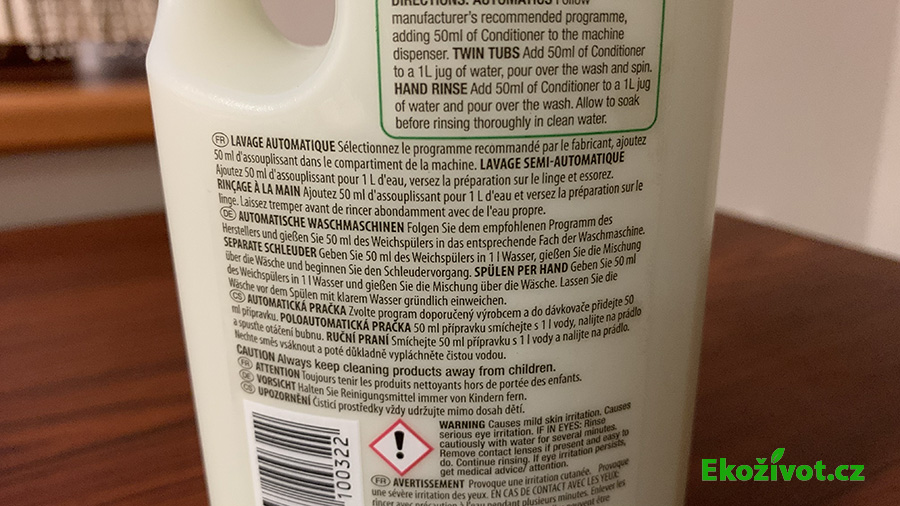 DIRECTIONS: AUTOMATICS Follow
manufacturer's recommended programme,
adding 50ml of Conditioner to the machine
dispenser. TWIN TUBS Add 50ml of Conditioner
to a 1L jug of water, pour over the wash and spin.
HAND RINSE Add 50ml of Conditioner to a 1L jug
of water and pour over the wash. Allow to soak
before rinsing thoroughly in clean water.
FR LAVAGE AUTOMATIQUE Sélectionnez le programme recommandé par le fabricant, ajoutez
50 ml d'assouplissant dans le compartiment de la machine. LAVAGE SEMI-AUTOMATIQUE
Ajoutez 50 ml d'assouplissant pour 1 L d'eau, versez la préparation sur le linge et essorez.
RINÇAGE À LA MAIN Ajoutez 50 ml d'assouplissant pour 1 L d'eau et versez la préparation sur le
linge. Laissez tremper avant de rincer abondamment avec de l'eau propre.
DE AUTOMATISCHE WASCHMASCHINEN Folgen Sie dem empfohlenen Programm des
Herstellers und gießen Sie 50 ml des Weichspülers in das entsprechende Fach der Waschmaschine.
SEPARATE SCHLEUDER Geben Sie 50 ml des Weichspülers in 1 l Wasser, gießen Sie die Mischung
über die Wäsche und beginnen Sie den Schleudervorgang. SPÜLEN PER HAND Geben Sie 50 ml
des Weichspülers in 1 l Wasser und gießen Sie die Mischung über die Wäsche. Lassen Sie die
Wäsche vor dem Spülen mit klarem Wasser gründlich einweichen.
CS AUTOMATICKÁ PRAČKA Zvolte program doporučený výrobcem a do dávkovače přidejte 50
ml přípravku. POLOAUTOMATICKÁ PRAČKA 50 ml přípravku smíchejte s 1 l vody, nalijte na prádlo
a spusťte otáčení bubnu. RUČNÍ PRANÍ Smíchejte 50 ml přípravku s 1 l vody a nalijte na prádlo.
Nechte směs vsáknout a poté důkladně vypláchněte čistou vodou.
CAUTION Always keep cleaning products away from children.
FR ATTENTION Toujours tenir les produits nettoyants hors de portée des enfants.
DE VORSICHT Halten Sie Reinigungsmittel immer von Kindern fern.
CS UPOZORNĚNÍ Čisticí prostředky vždy udržujte mimo dosah dětí.
WARNING Causes mild skin irritation. Causes
serious eye irritation. IF IN EYES: Rinse
cautiously with water for several minutes.
Remove contact lenses if present and easy to
do. Continue rinsing. If eye irritation persists,
get medical advice/ attention.
FR AVERTISSEMENT Provoque une irritation cutanée. Provoque
une sévère irritation des yeux. EN CAS DE CONTACT AVEC LES YEUX:
rincer avec précaution à l'eau pendant plusieurs minutes. Enlever les
100322
Ekoživot.cz